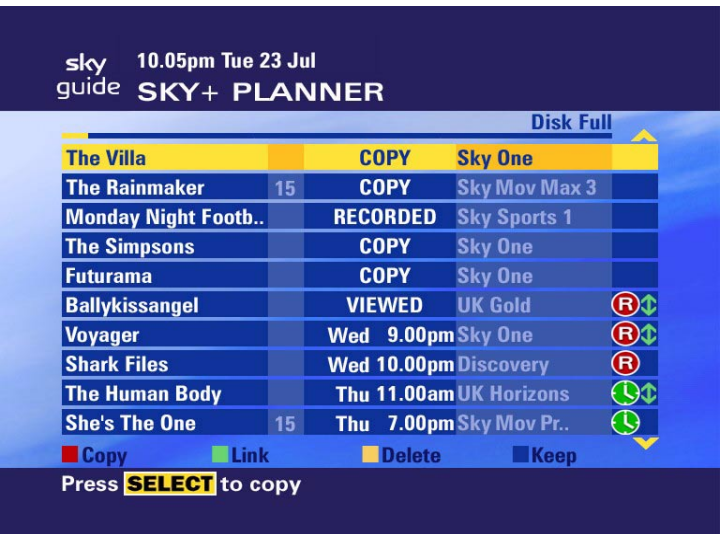 sky 10.05pm Tue 23 Jul
guide SKY+ PLANNER
Disk Full
The Villa COPY Sky One
The Rainmaker 15 COPY Sky Mov Max 3
Monday Night Footb.. RECORDED Sky Sports 1
The Simpsons COPY Sky One
Futurama COPY Sky One
Ballykissangel VIEWED UK Gold R
Voyager Wed 9.00pm Sky One R
Shark Files Wed 10.00pm Discovery R
The Human Body Thu 11.00am UK Horizons
She's The One 15 Thu 7.00pm Sky Mov Pr..
Copy Link Delete Keep
Press SELECT to copy